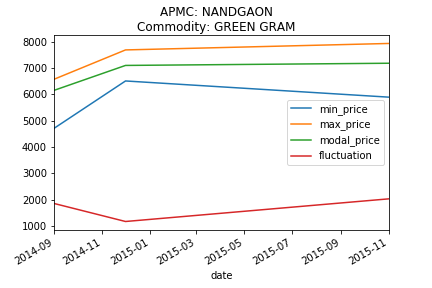 APMC: NANDGAON
Commodity: GREEN GRAM
8000
7000
6000
5000
4000
3000
2000
1000
min_price
max_price
modal_price
fluctuation
2014-09
2014-11
2015-01
2015-03
2015-05
2015-07
2015-09
2015-11
date